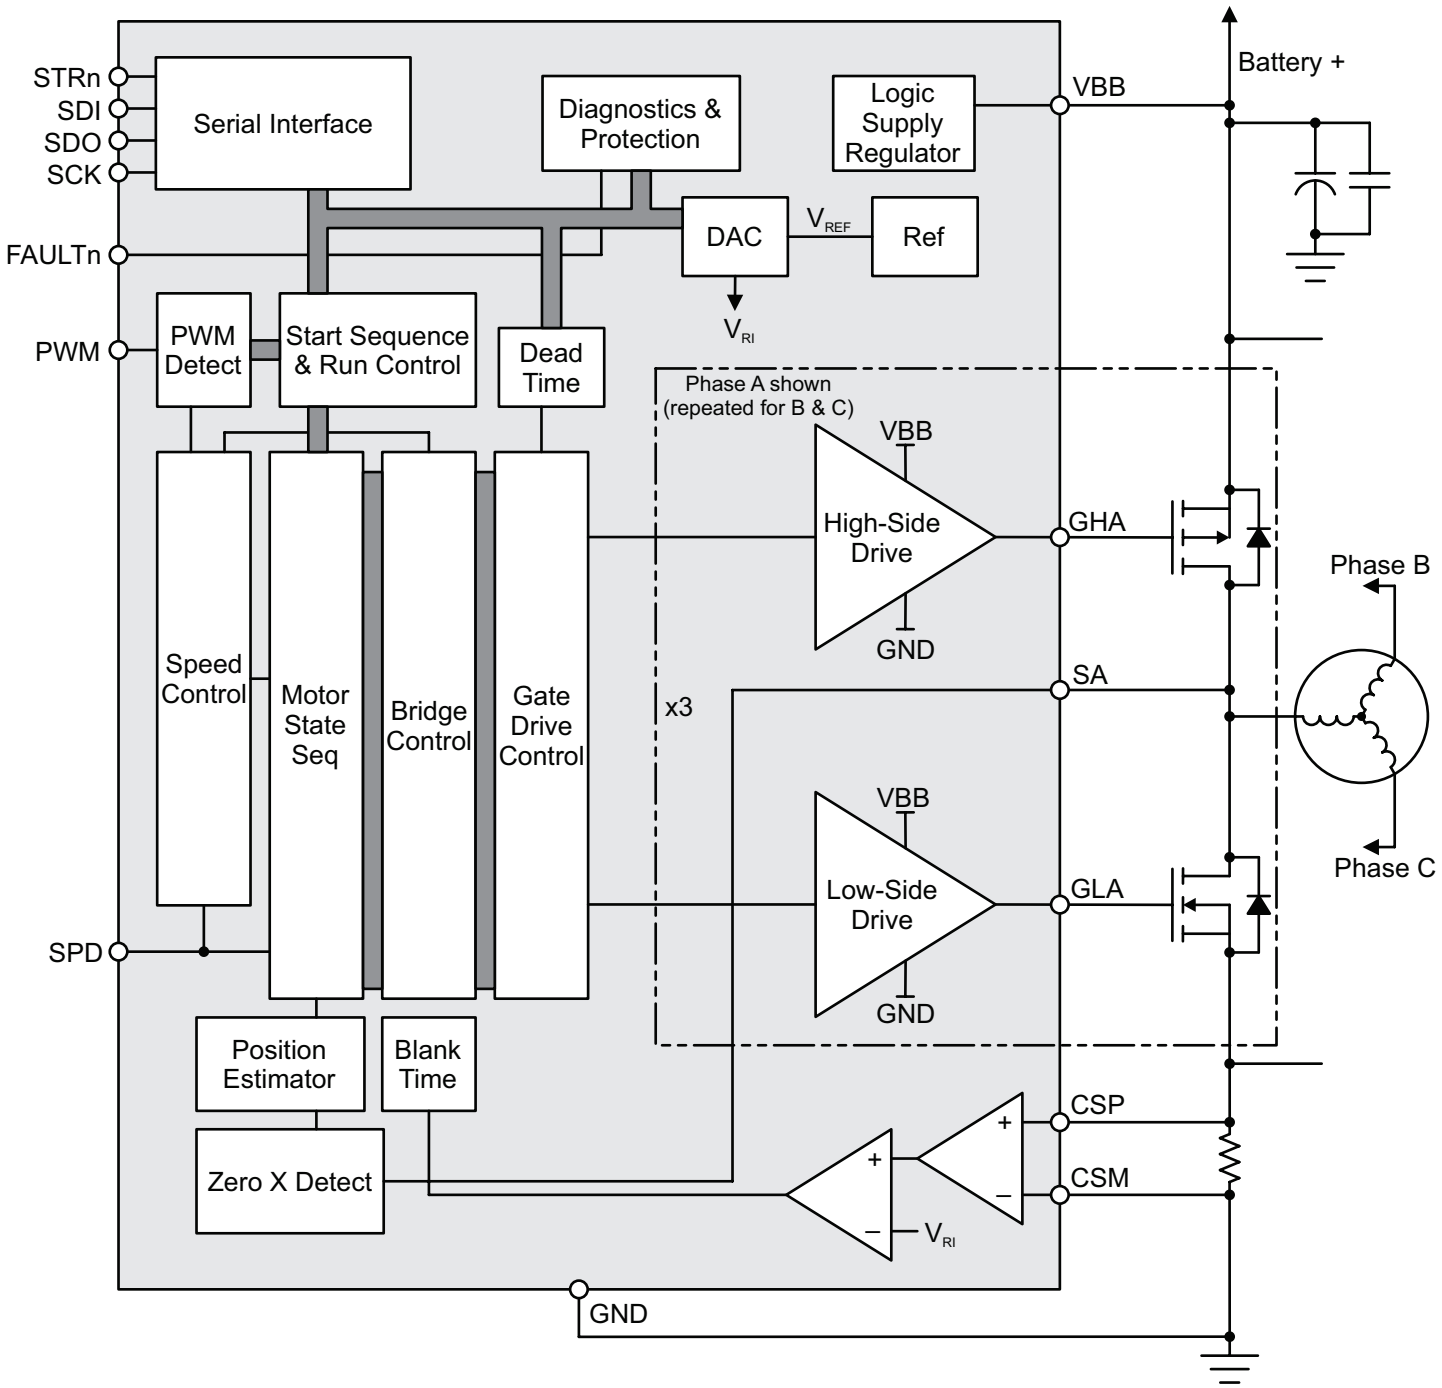 Battery +
STRn
SDI
SDO
SCK
Serial Interface
Diagnostics &
Protection
Logic
Supply
Regulator
VBB
FAULTn
DAC
VREF
Ref
VRI
PWM
PWM
Detect
Start Sequence
& Run Control
Dead
Time
Phase A shown
(repeated for B & C)
VBB
High-Side
Drive
GND
GHA
Phase B
Speed
Control
Motor
State
Seq
Bridge
Control
Gate
Drive
Control
x3
SA
VBB
Low-Side
Drive
GND
GLA
Phase C
SPD
Position
Estimator
Blank
Time
Zero X Detect
+
–
VRI
+
–
CSP
CSM
GND